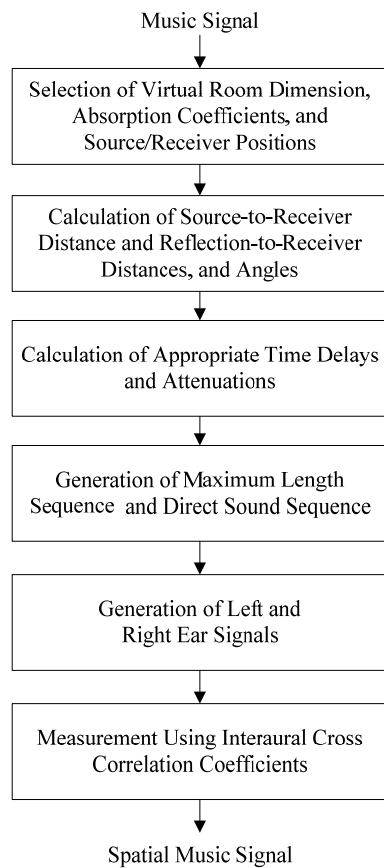 Music Signal
Selection of Virtual Room Dimension,
Absorption Coefficients, and
Source/Receiver Positions
Calculation of Source-to-Receiver
Distance and Reflection-to-Receiver
Distances, and Angles
Calculation of Appropriate Time Delays
and Attenuations
Generation of Maximum Length
Sequence and Direct Sound Sequence
Generation of Left and
Right Ear Signals
Measurement Using Interaural Cross
Correlation Coefficients
Spatial Music Signal